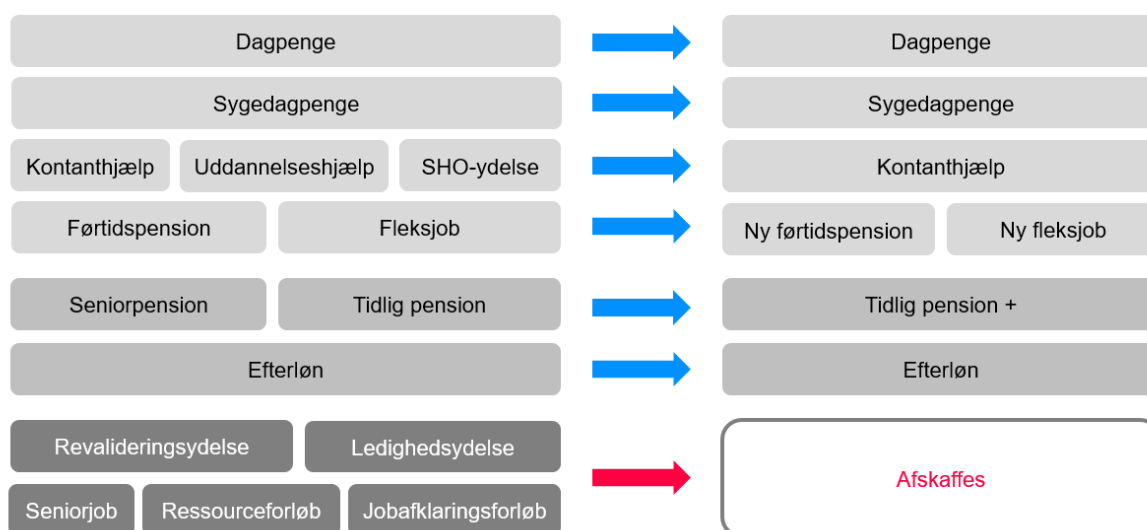 Dagpenge
Dagpenge
Sygedagpenge
Sygedagpenge
Kontanthjælp Uddannelseshjælp SHO-ydelse
Kontanthjælp
Førtidspension Fleksjob
Ny førtidspension Ny fleksjob
Seniorpension Tidlig pension
Tidlig pension +
Efterløn
Efterløn
Revalideringsydelse Ledighedsydelse
Afskaffes
Seniorjob Ressourceforløb Jobafklaringsforløb